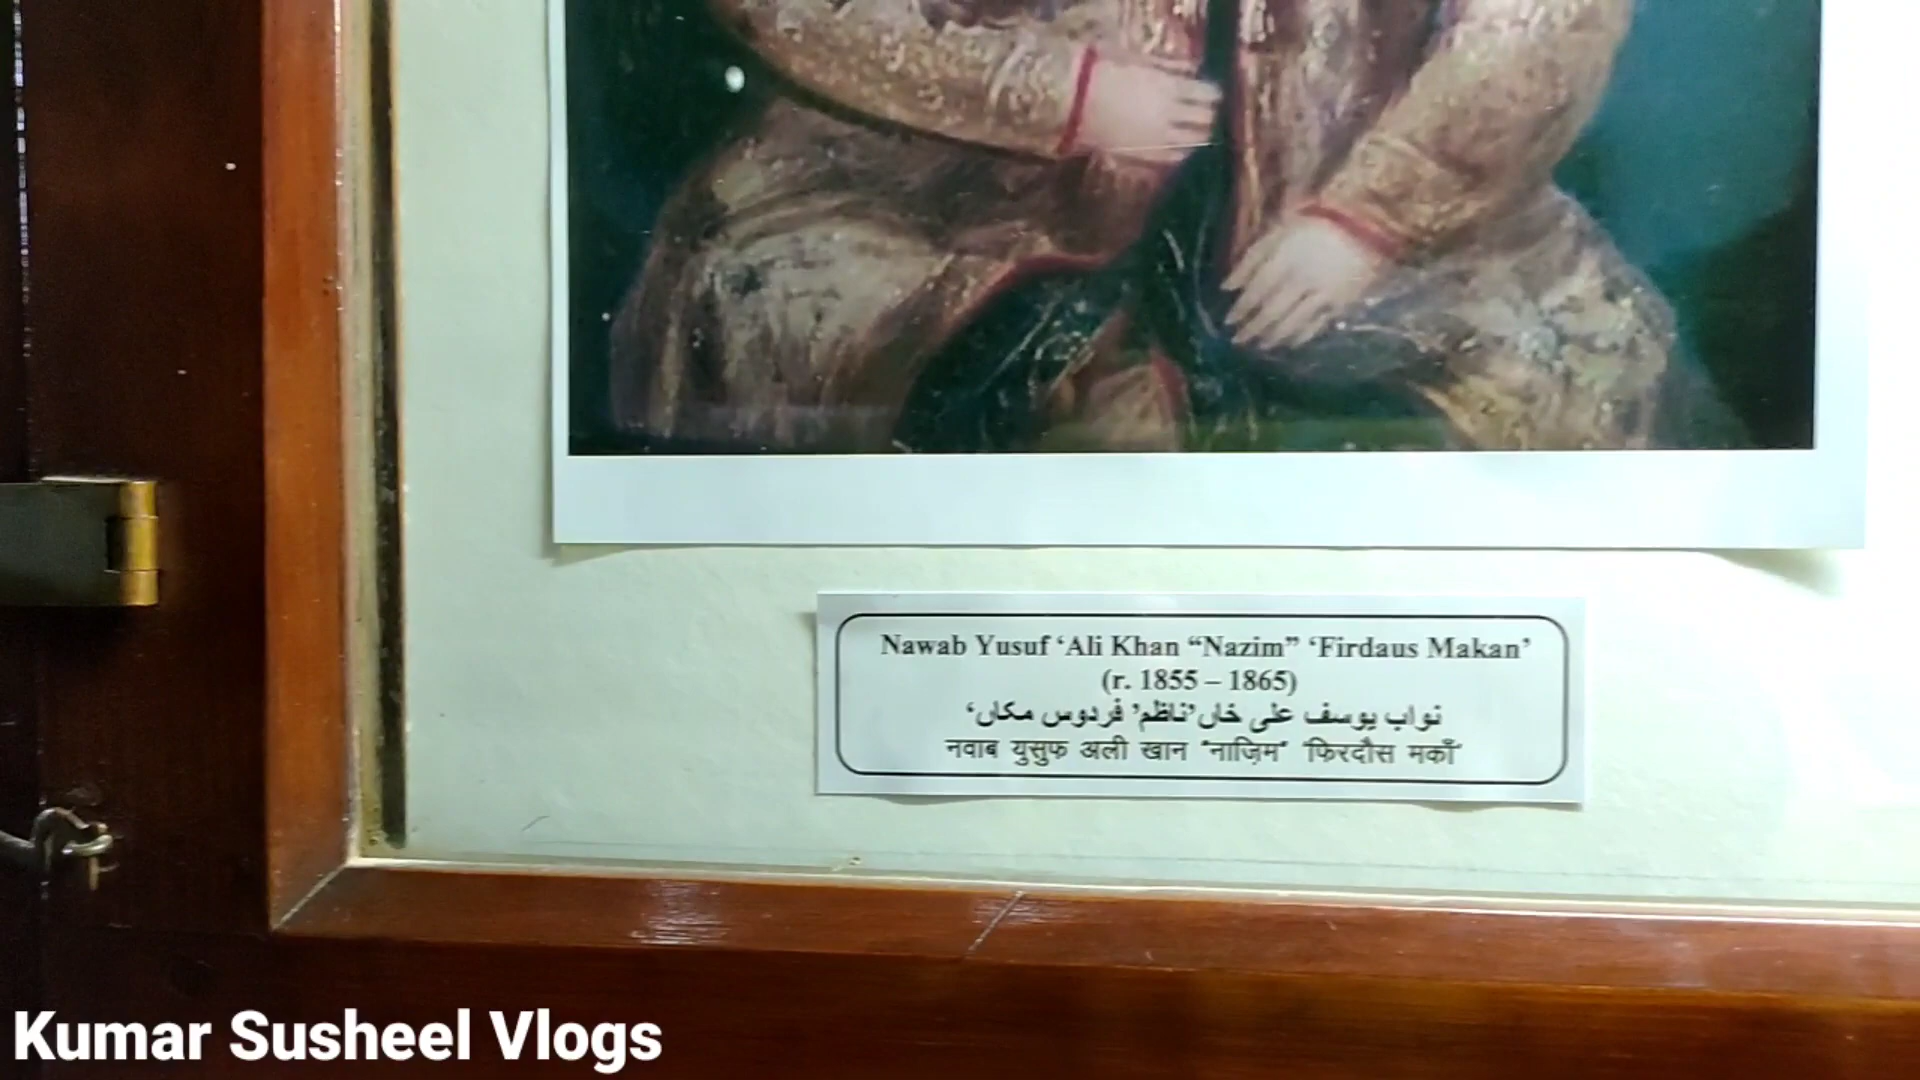 Nawab Yusuf ‘Ali Khan “Nazim” ‘Firdaus Makan’
(r. 1855 – 1865)
نواب یوسف علی خاں’ناظم’ فردوس مکاں‘
नवाब युसुफ अली खान "नाज़िम" 'फिरदौस मकाँ'
Kumar Susheel Vlogs